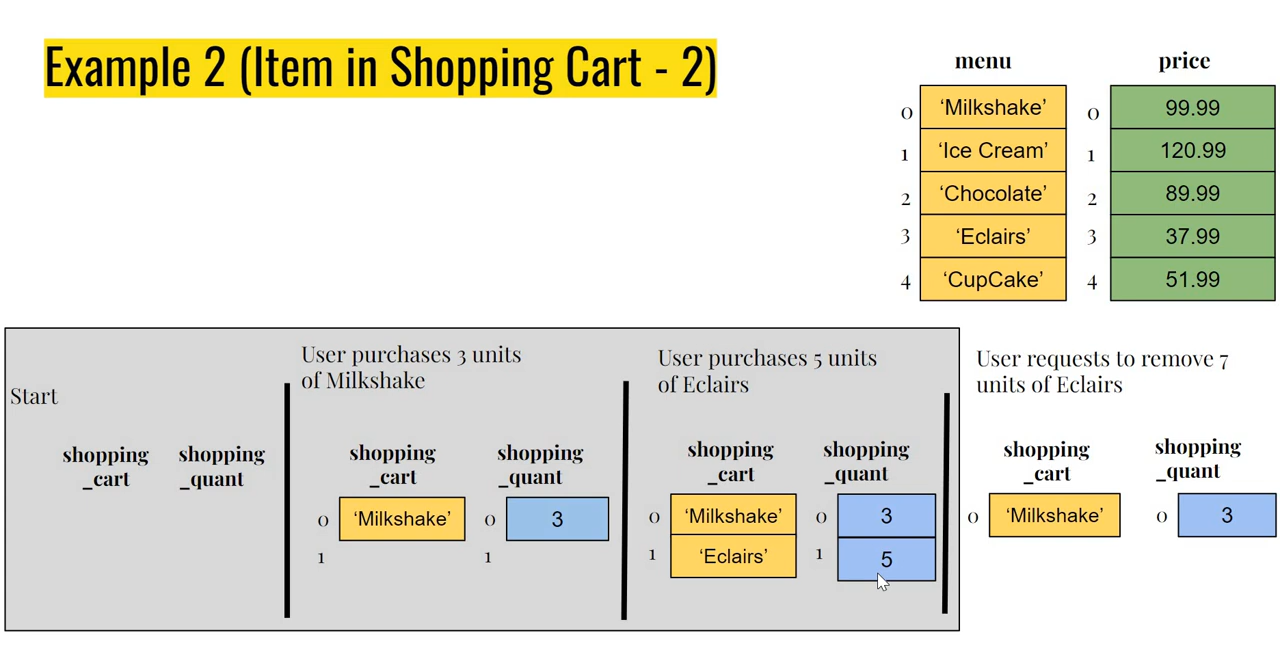 Example 2 (Item in Shopping Cart - 2)
menu price
0 ‘Milkshake’ 0 99.99
1 ‘Ice Cream’ 1 120.99
2 ‘Chocolate’ 2 89.99
3 ‘Eclairs’ 3 37.99
4 ‘CupCake’ 4 51.99
Start
shopping shopping
_cart _quant
User purchases 3 units
of Milkshake
shopping shopping
_cart _quant
0 ‘Milkshake’ 0 3
1 1
User purchases 5 units
of Eclairs
shopping shopping
_cart _quant
0 ‘Milkshake’ 0 3
1 ‘Eclairs’ 1 5
User requests to remove 7
units of Eclairs
shopping shopping
_cart _quant
0 ‘Milkshake’ 0 3